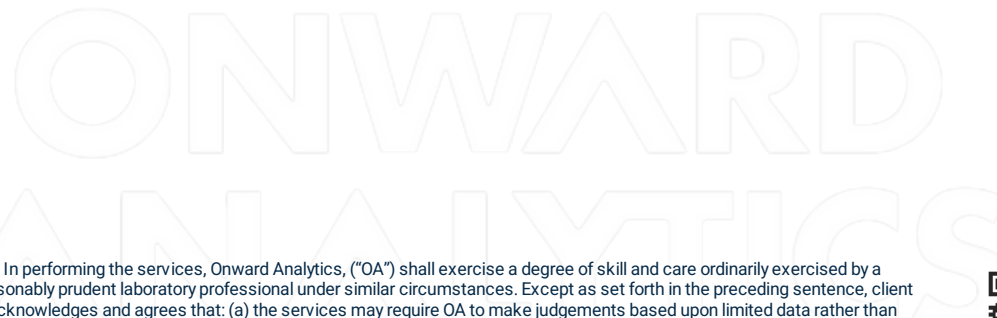 ONWARD
ANALYTICS
In performing the services, Onward Analytics, (“OA”) shall exercise a degree of skill and care ordinarily exercised by a
prudent laboratory professional under similar circumstances. Except as set forth in the preceding sentence, client
and agrees that: (a) the services may require OA to make judgements based upon limited data rather than